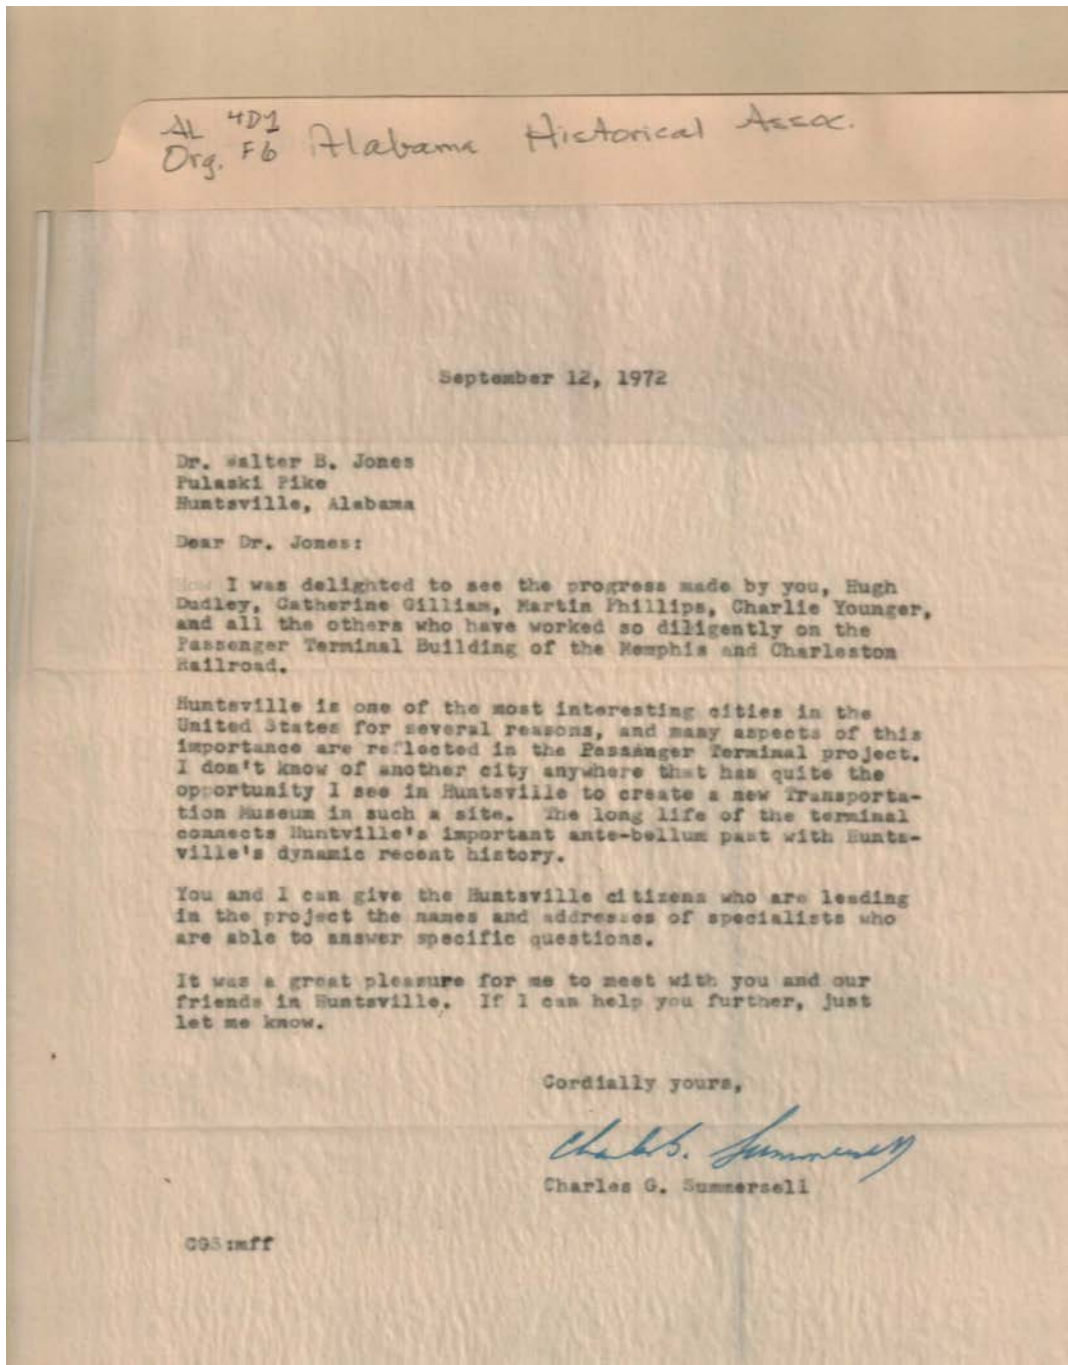 AL 4D1 Alabama Historical Assoc.
Org. F6
September 12, 1972
Dr. Walter B. Jones
Pulaski Pike
Huntsville, Alabama
Dear Dr. Jones:
I was delighted to see the progress made by you, Hugh
Dudley, Catherine Gilliam, Martin Phillips, Charlie Younger,
and all the others who have worked so diligently on the
Passenger Terminal Building of the Memphis and Charleston
Railroad.
Huntsville is one of the most interesting cities in the
United States for several reasons, and many aspects of this
importance are reflected in the Passanger Terminal project.
I don't know of another city anywhere that has quite the
opportunity I see in Huntsville to create a new Transporta-
tion Museum in such a site. The long life of the terminal
connects Huntville's important ante-bellum past with Hunts-
ville's dynamic recent history.
You and I can give the Huntsville citizens who are leading
in the project the names and addresses of specialists who
are able to answer specific questions.
It was a great pleasure for me to meet with you and our
friends in Huntsville. If I can help you further, just
let me know.
Cordially yours,
Charles G. Summersell
Charles G. Summersell
CGS:mff